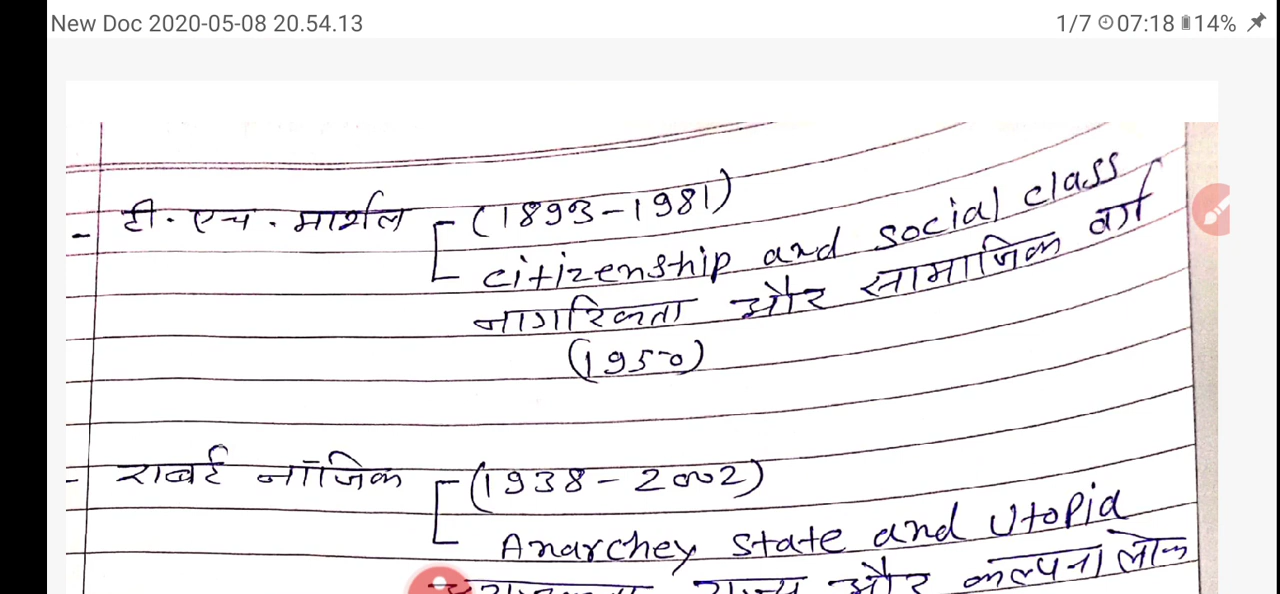 New Doc 2020-05-08 20.54.13 1/7 07:18 14%
- टी. एच. मार्शल - (1893-1981)
citizenship and social class
नागरिकता और सामाजिक वर्ग
(1950)
- राबर्ट नॉजिक - (1938-2002)
Anarchey state and Utopia
राज्य और कल्पना लोक